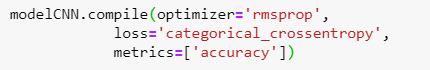 modelCNN.compile(optimizer='rmsprop',
loss='categorical_crossentropy',
metrics=['accuracy'])